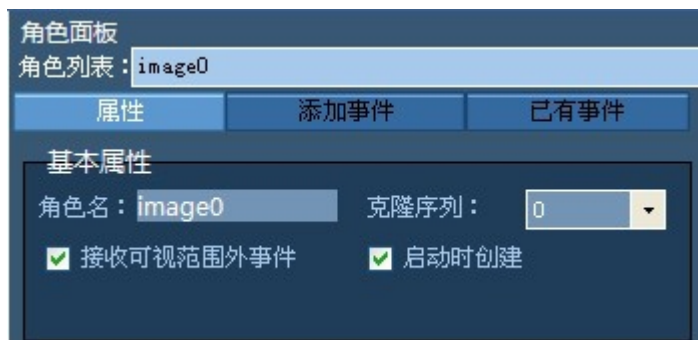 角色面板
角色列表：image0
属性 添加事件 已有事件
基本属性
角色名：image0 克隆序列： 0
接收可视范围外事件 启动时创建